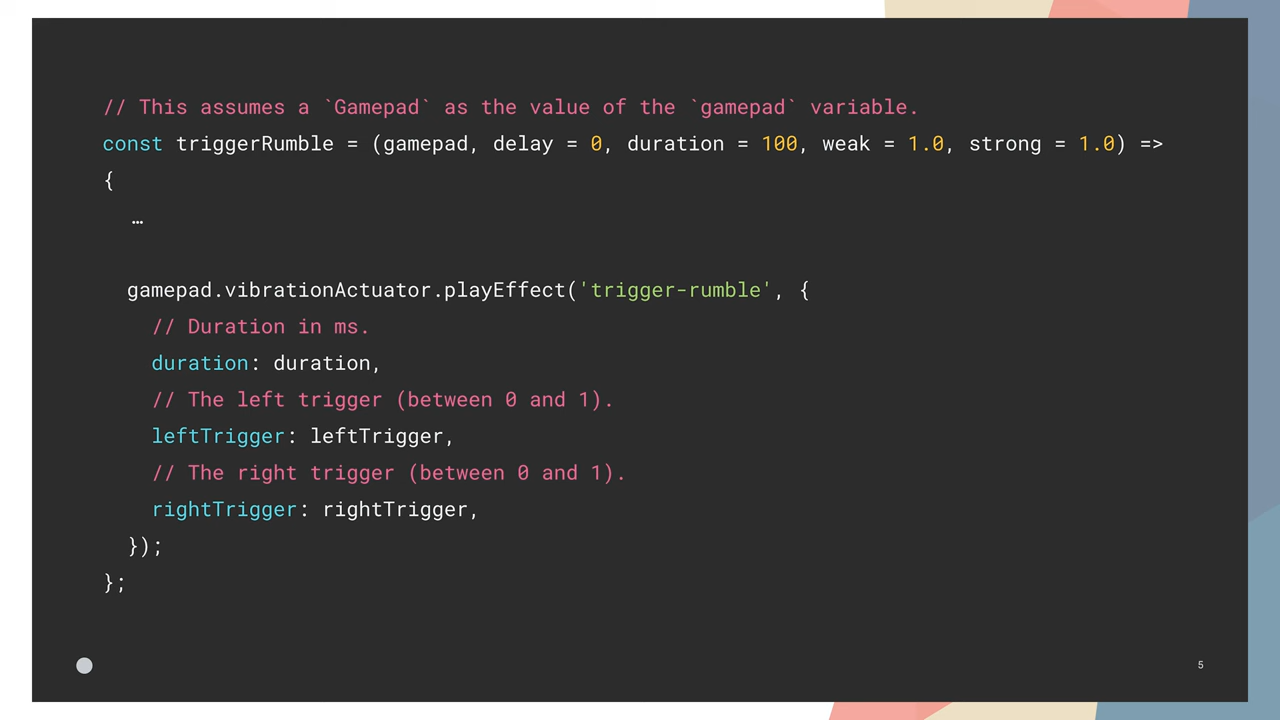 // This assumes a `Gamepad` as the value of the `gamepad` variable.
const triggerRumble = (gamepad, delay = 0, duration = 100, weak = 1.0, strong = 1.0) =>
{
  …

  gamepad.vibrationActuator.playEffect('trigger-rumble', {
    // Duration in ms.
    duration: duration,
    // The left trigger (between 0 and 1).
    leftTrigger: leftTrigger,
    // The right trigger (between 0 and 1).
    rightTrigger: rightTrigger,
  });
};
5